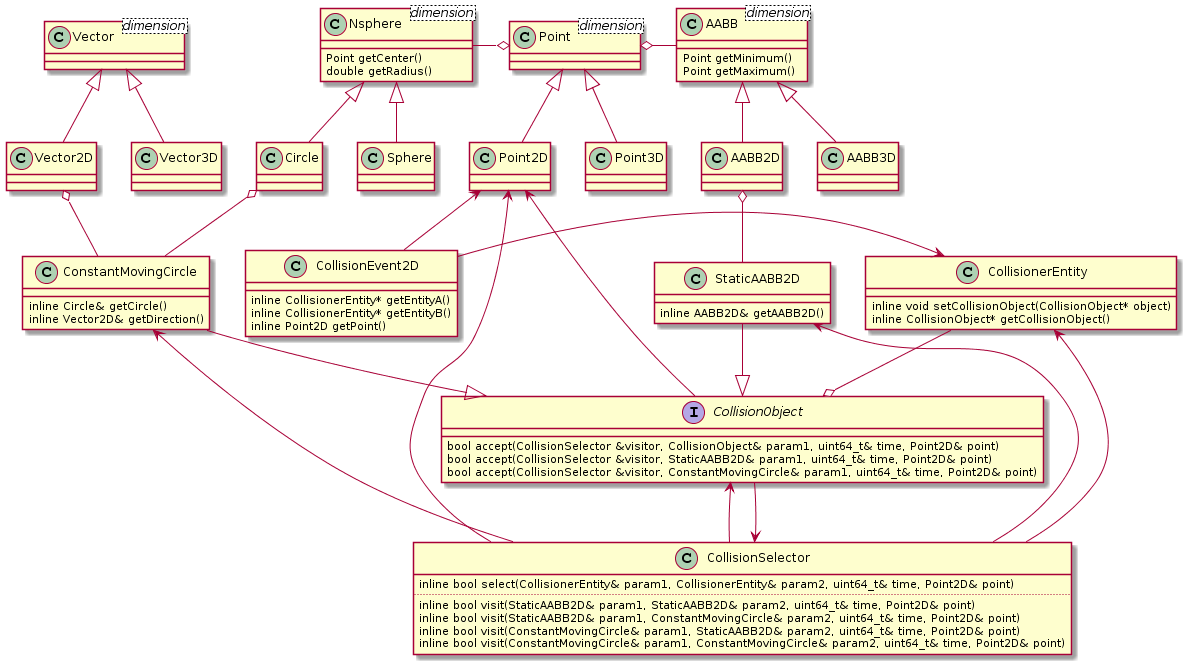 C Vector dimension
C Nsphere dimension
Point getCenter()
double getRadius()
C Point dimension
C AABB dimension
Point getMinimum()
Point getMaximum()
C Vector2D
C Vector3D
C Circle
C Sphere
C Point2D
C Point3D
C AABB2D
C AABB3D
C ConstantMovingCircle
inline Circle& getCircle()
inline Vector2D& getDirection()
C CollisionEvent2D
inline CollisionerEntity* getEntityA()
inline CollisionerEntity* getEntityB()
inline Point2D getPoint()
C StaticAABB2D
inline AABB2D& getAABB2D()
C CollisionerEntity
inline void setCollisionObject(CollisionObject* object)
inline CollisionObject* getCollisionObject()
I CollisionObject
bool accept(CollisionSelector &visitor, CollisionObject& param1, uint64_t& time, Point2D& point)
bool accept(CollisionSelector &visitor, StaticAABB2D& param1, uint64_t& time, Point2D& point)
bool accept(CollisionSelector &visitor, ConstantMovingCircle& param1, uint64_t& time, Point2D& point)
C CollisionSelector
inline bool select(CollisionerEntity& param1, CollisionerEntity& param2, uint64_t& time, Point2D& point)
inline bool visit(StaticAABB2D& param1, StaticAABB2D& param2, uint64_t& time, Point2D& point)
inline bool visit(StaticAABB2D& param1, ConstantMovingCircle& param2, uint64_t& time, Point2D& point)
inline bool visit(ConstantMovingCircle& param1, StaticAABB2D& param2, uint64_t& time, Point2D& point)
inline bool visit(ConstantMovingCircle& param1, ConstantMovingCircle& param2, uint64_t& time, Point2D& point)